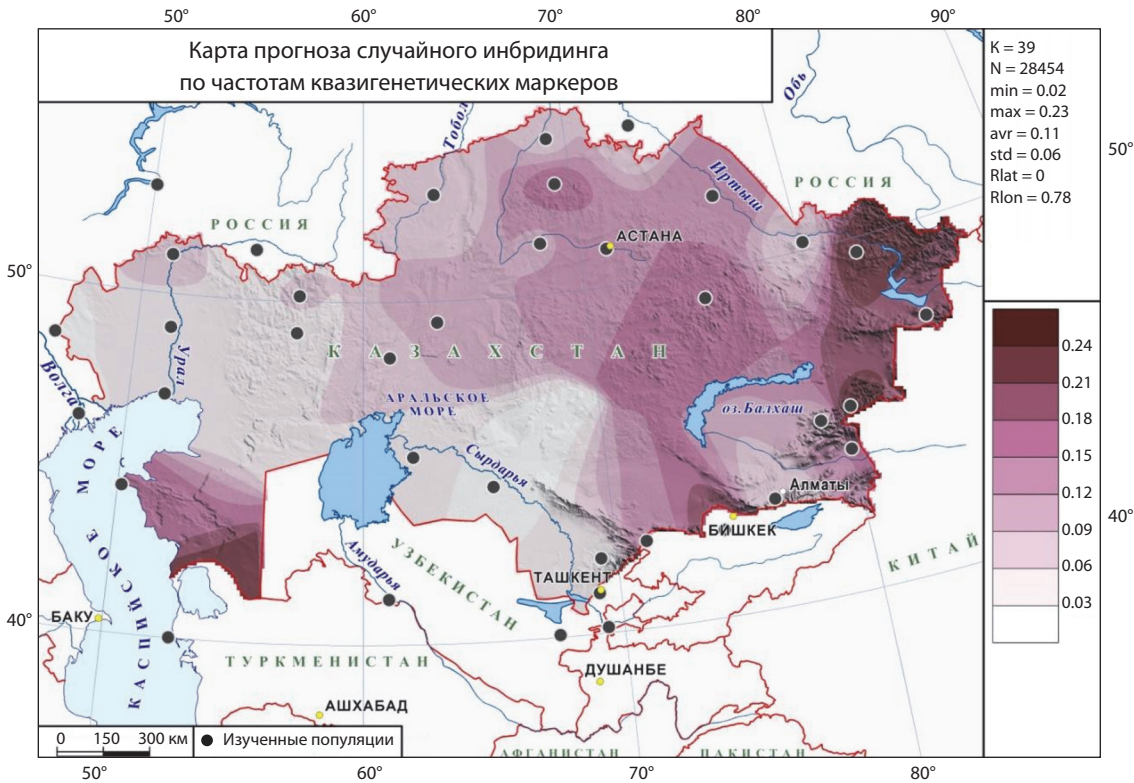 50° 60° 70° 80° 90°
Карта прогноза случайного инбридинга
по частотам квазигенетических маркеров
K = 39
N = 28454
min = 0.02
max = 0.23
avr = 0.11
std = 0.06
Rlat = 0
Rlon = 0.78
Обь
Тобол
50°
Иртыш
РОССИЯ
РОССИЯ
АСТАНА
50°
КАЗАХСТАН
0.24
0.21
0.18
0.15
0.12
0.09
0.06
0.03
Урал
Волга
АРАЛЬСКОЕ
МОРЕ
оз.Балхаш
Сырдарья
Алматы
КАСПИЙСКОЕ МОРЕ
БИШКЕК
40°
Амударья
УЗБЕКИСТАН
КИТАЙ
ТАШКЕНТ
40°
БАКУ
ТУРКМЕНИСТАН
ДУШАНБЕ
АШХАБАД
0 150 300 км
Изученные популяции
АФГАНИСТАН
ПАКИСТАН
50° 60° 70° 80°